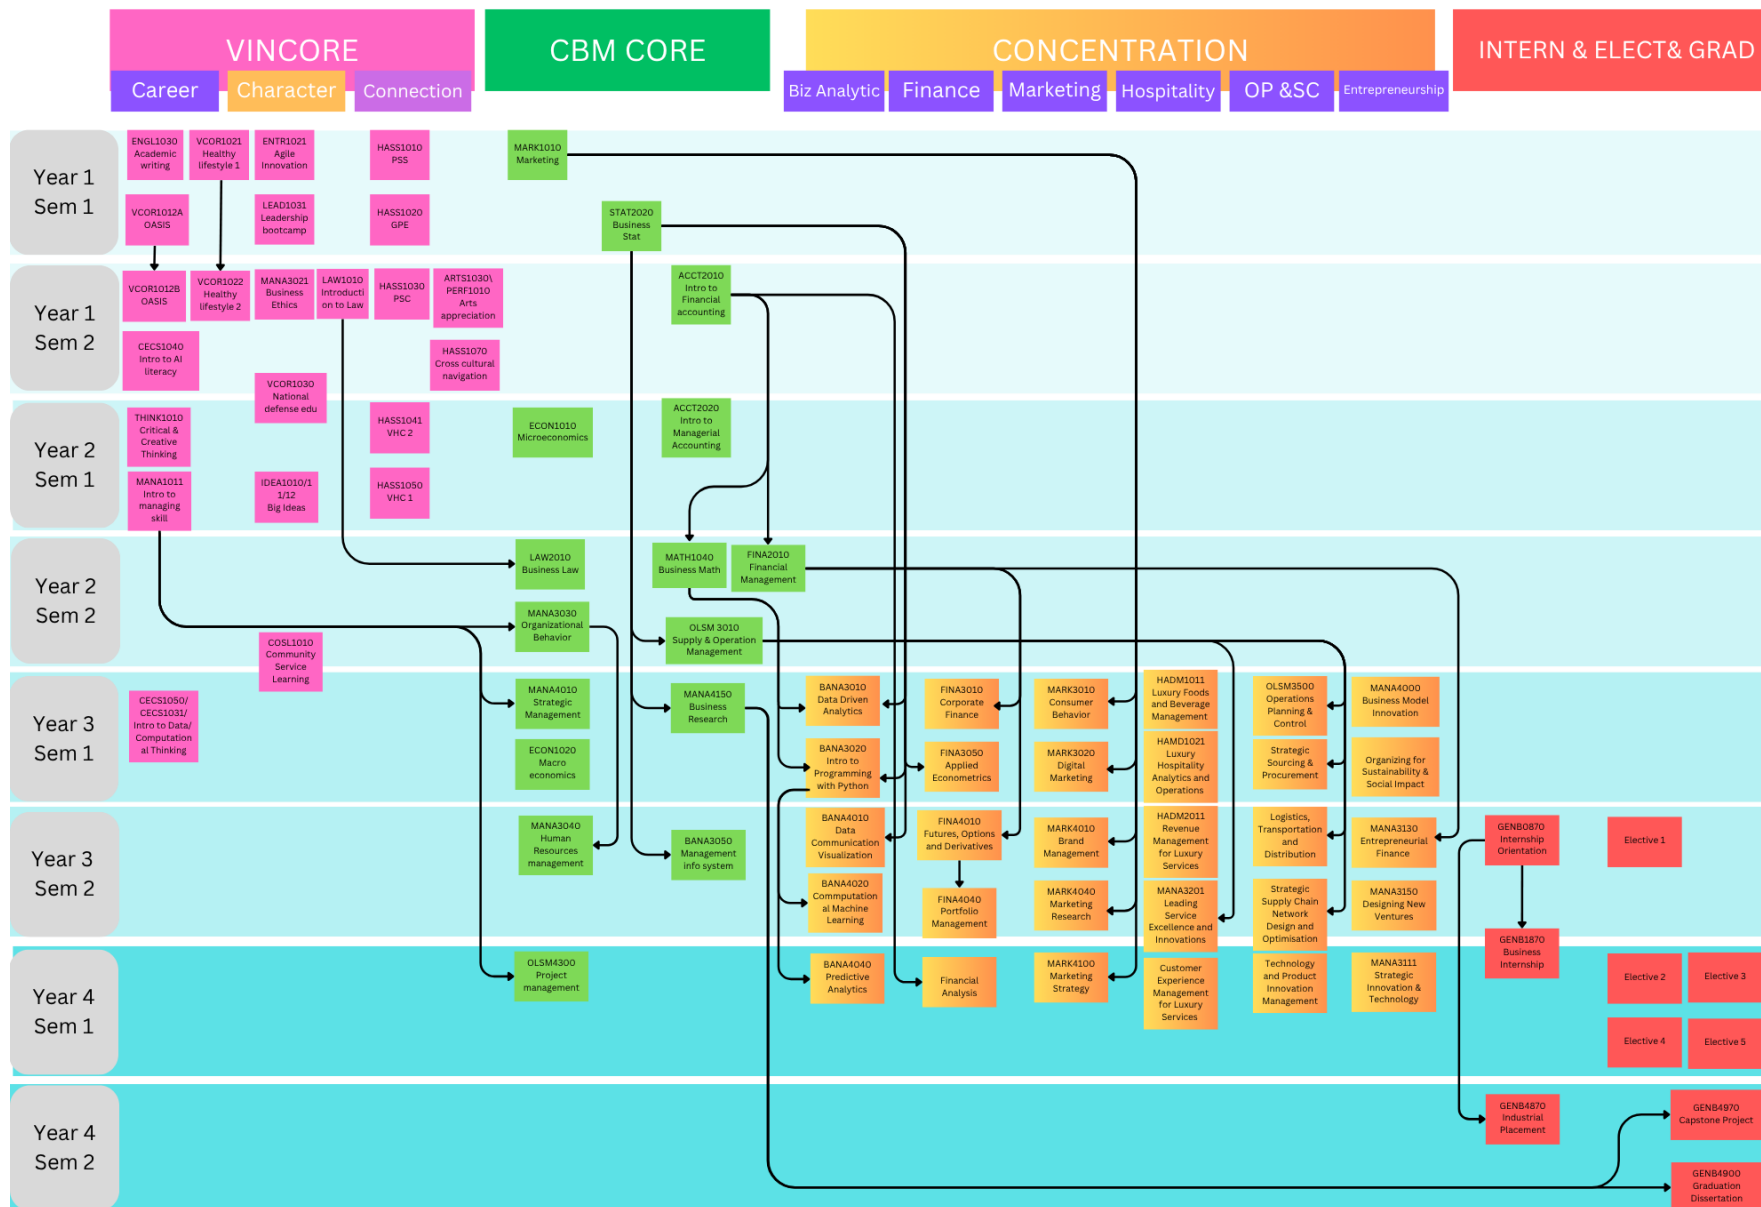 VINCORE
CBM CORE
CONCENTRATION
INTERN & ELECT& GRAD
Career
Character
Connection
Biz Analytic
Finance
Marketing
Hospitality
OP &SC
Entrepreneurship
Year 1
Sem 1
ENGL1030
Academic
writing
VCOR1021
Healthy
lifestyle 1
ENTR1021
Agile
Innovation
HASS1010
PSS
MARK1010
Marketing
VCOR1012A
OASIS
LEAD1031
Leadership
bootcamp
HASS1020
GPE
STAT2020
Business
Stat
Year 1
Sem 2
VCOR1012B
OASIS
VCOR1022
Healthy
lifestyle 2
MANA3021
Business
Ethics
LAW1010
Introducti
on to Law
HASS1030
PSC
ARTS1030\
PERF1010
Arts
appreciation
ACCT2010
Intro to
Financial
accounting
CECS1040
Intro to AI
literacy
HASS1070
Cross cultural
navigation
VCOR1030
National
defense edu
Year 2
Sem 1
THINK1010
Critical &
Creative
Thinking
HASS1041
VHC 2
ECON1010
Microeconomics
ACCT2020
Intro to
Managerial
Accounting
MANA1011
Intro to
managing
skill
IDEA1010/1
1/12
Big Ideas
HASS1050
VHC 1
Year 2
Sem 2
LAW2010
Business Law
MATH1040
Business Math
FINA2010
Financial
Management
MANA3030
Organizational
Behavior
OLSM 3010
Supply & Operation
Management
COSL1010
Community
Service
Learning
Year 3
Sem 1
CECS1050/
CECS1031/
Intro to Data/
Computation
al Thinking
MANA4010
Strategic
Management
MANA4150
Business
Research
BANA3010
Data Driven
Analytics
FINA3010
Corporate
Finance
MARK3010
Consumer
Behavior
HADM1011
Luxury Foods
and Beverage
Management
OLSM3500
Operations
Planning &
Control
MANA4000
Business Model
Innovation
ECON1020
Macro
economics
BANA3020
Intro to
Programming
with Python
FINA3050
Applied
Econometrics
MARK3020
Digital
Marketing
HAMD1021
Luxury
Hospitality
Analytics and
Operations
Strategic
Sourcing &
Procurement
Organizing for
Sustainability &
Social Impact
Year 3
Sem 2
MANA3040
Human
Resources
management
BANA3050
Management
info system
BANA4010
Data
Communication
Visualization
FINA4010
Futures, Options
and Derivatives
MARK4010
Brand
Management
HADM2011
Revenue
Management
for Luxury
Services
Logistics,
Transportation
and
Distribution
MANA3130
Entrepreneurial
Finance
GENB0870
Internship
Orientation
Elective 1
BANA4020
Commputation
al Machine
Learning
FINA4040
Portfolio
Management
MARK4040
Marketing
Research
MANA3201
Leading
Service
Excellence and
Innovations
Strategic
Supply Chain
Network
Design and
Optimisation
MANA3150
Designing New
Ventures
GENB1870
Business
Internship
Year 4
Sem 1
OLSM4300
Project
management
BANA4040
Predictive
Analytics
Financial
Analysis
MARK4100
Marketing
Strategy
Customer
Experience
Management
for Luxury
Services
Technology
and Product
Innovation
Management
MANA3111
Strategic
Innovation &
Technology
Elective 2
Elective 3
Elective 4
Elective 5
Year 4
Sem 2
GENB4870
Industrial
Placement
GENB4970
Capstone Project
GENB4900
Graduation
Dissertation